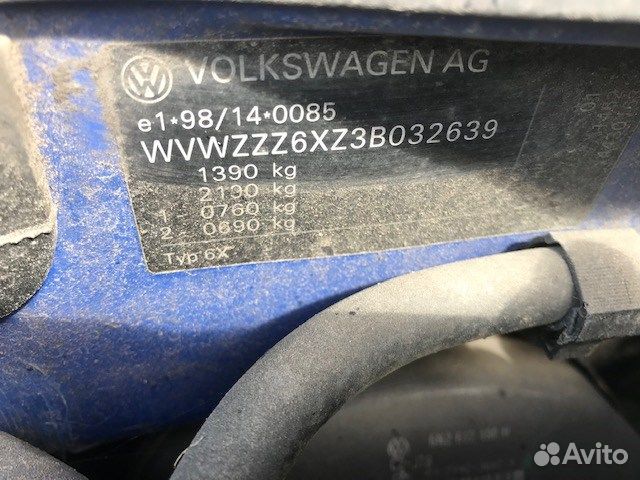 VOLKSWAGEN AG
e1*98/14*0085
WVWZZZ6XZ3B032639
1390 kg
2130 kg
1 - 0760 kg
2 - 0690 kg
Typ 6X
Avito